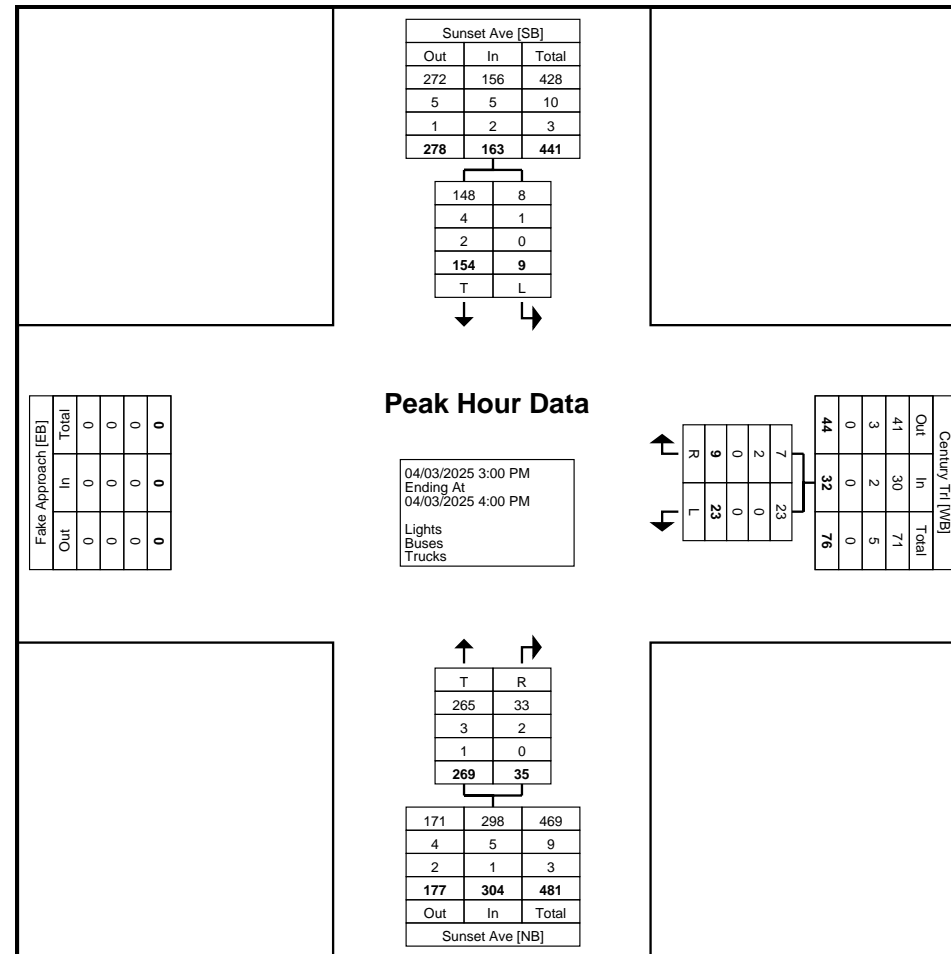 Sunset Ave [SB]
Out In Total
272 156 428
5 5 10
1 2 3
278 163 441
148 8
4 1
2 0
154 9
T L
Peak Hour Data
04/03/2025 3:00 PM
Ending At
04/03/2025 4:00 PM
Lights
Buses
Trucks
Fake Approach [EB]
Total 0 0 0 0
In 0 0 0 0
Out 0 0 0 0
R 9 0 2 7
L 23 0 0 23
44 0 3 41 Out
32 0 2 30 In
76 0 5 71 Total
Century Trl [WB]
T R
265 33
3 2
1 0
269 35
171 298 469
4 5 9
2 1 3
177 304 481
Out In Total
Sunset Ave [NB]